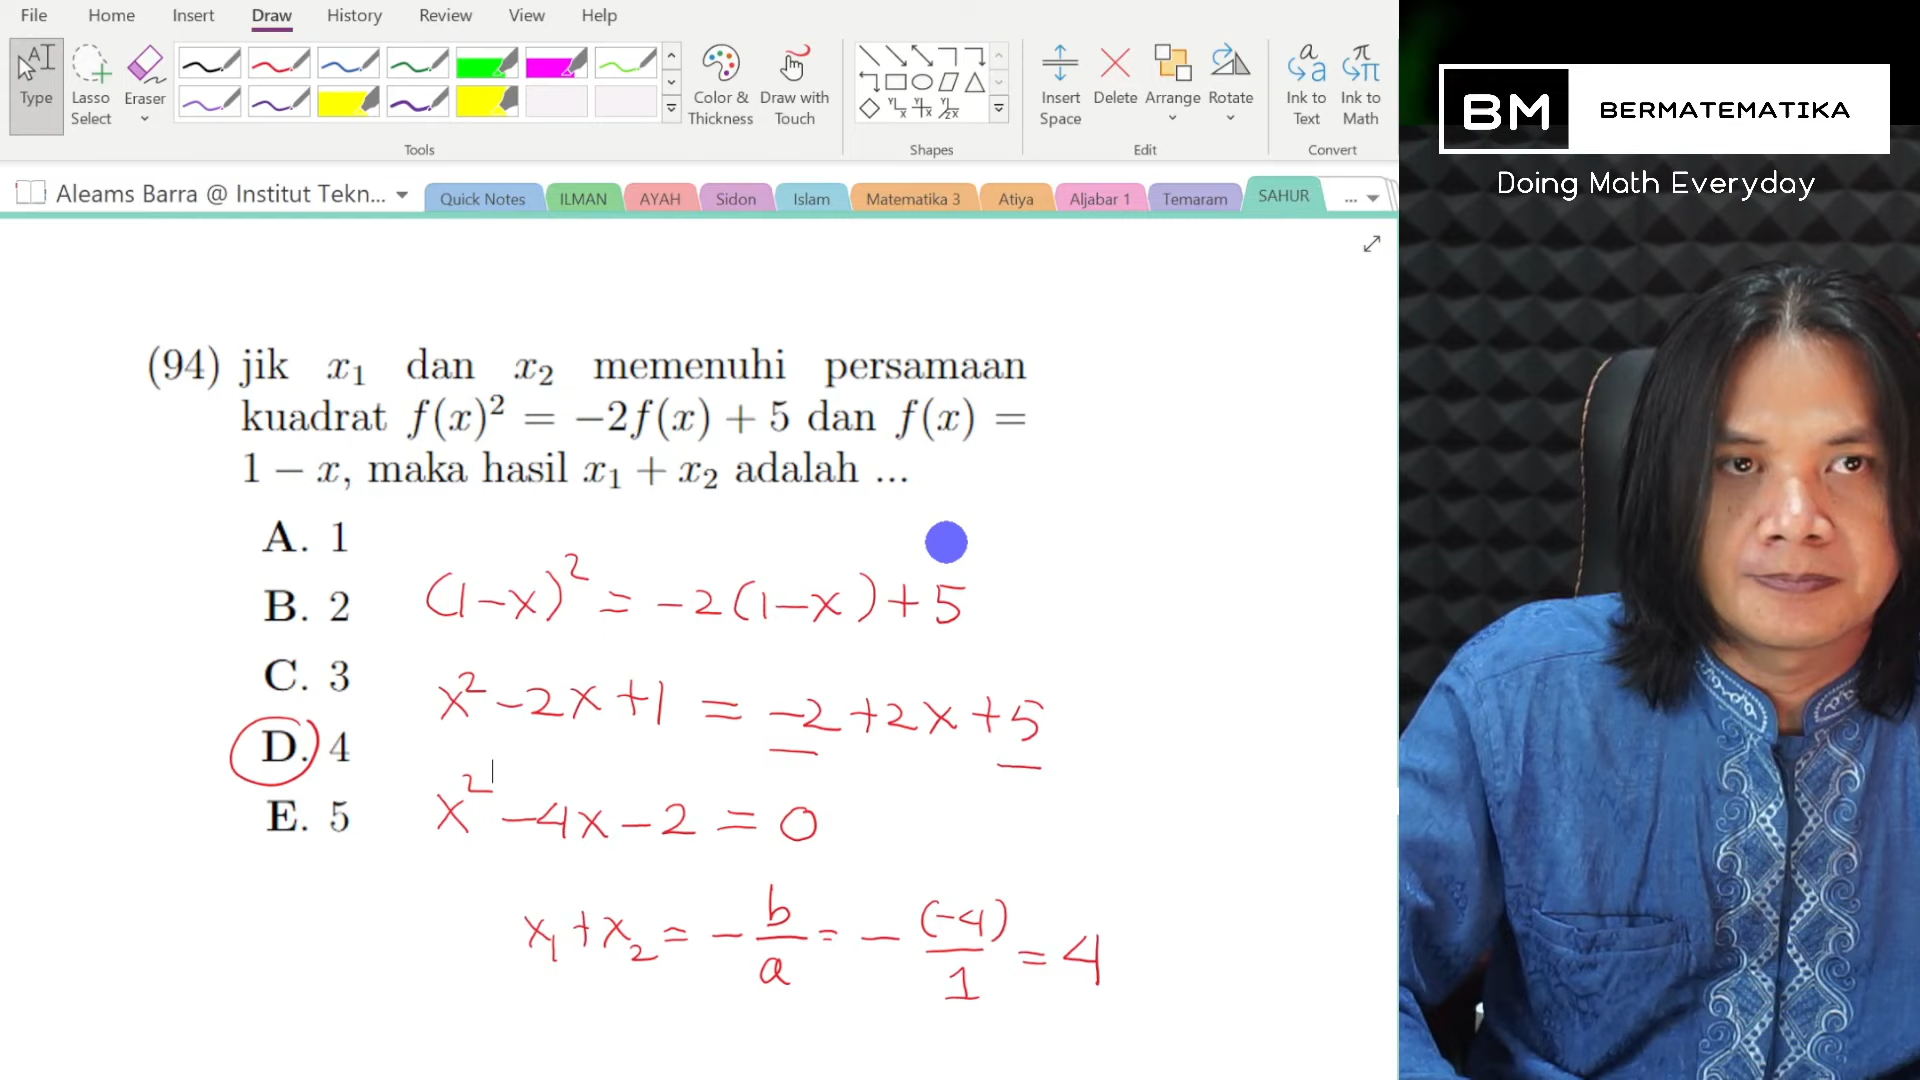 File Home Insert Draw History Review View Help
Type
Lasso Select
Eraser
Color & Thickness
Draw with Touch
Insert Space
Delete
Arrange
Rotate
Ink to Text
Ink to Math
Tools Shapes Edit Convert
Aleams Barra @ Institut Tekn...
Quick Notes ILMAN AYAH Sidon Islam Matematika 3 Atiya Aljabar 1 Temaram SAHUR ...
BM BERMATEMATIKA
Doing Math Everyday
(94) jik x₁ dan x₂ memenuhi persamaan
kuadrat f(x)² = −2f(x) + 5 dan f(x) =
1 − x, maka hasil x₁ + x₂ adalah ...
A. 1
B. 2
C. 3
D. 4
E. 5
(1-x)² = -2(1-x)+5
x² -2x+1 = -2+2x+5
x² -4x-2 = 0
x₁+x₂ = - b/a = - (-4)/1 = 4